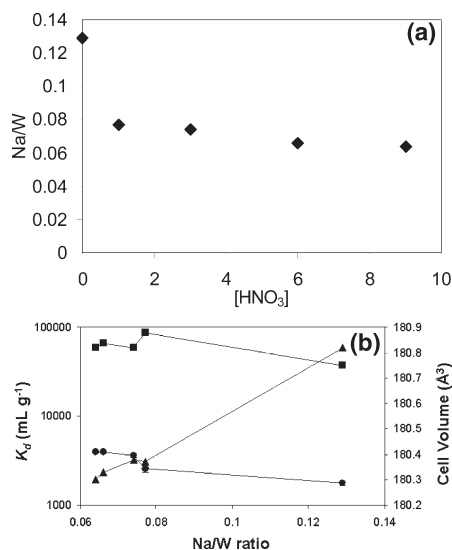 (a)
0.14
0.12
0.1
0.08
0.06
0.04
0.02
0
Na/W
0 2 4 6 8 10
[HNO3]
(b)
100000
10000
1000
Kd (mL g-1)
180.9
180.8
180.7
180.6
180.5
180.4
180.3
180.2
Cell Volume (Å3)
0.06 0.08 0.1 0.12 0.14
Na/W ratio